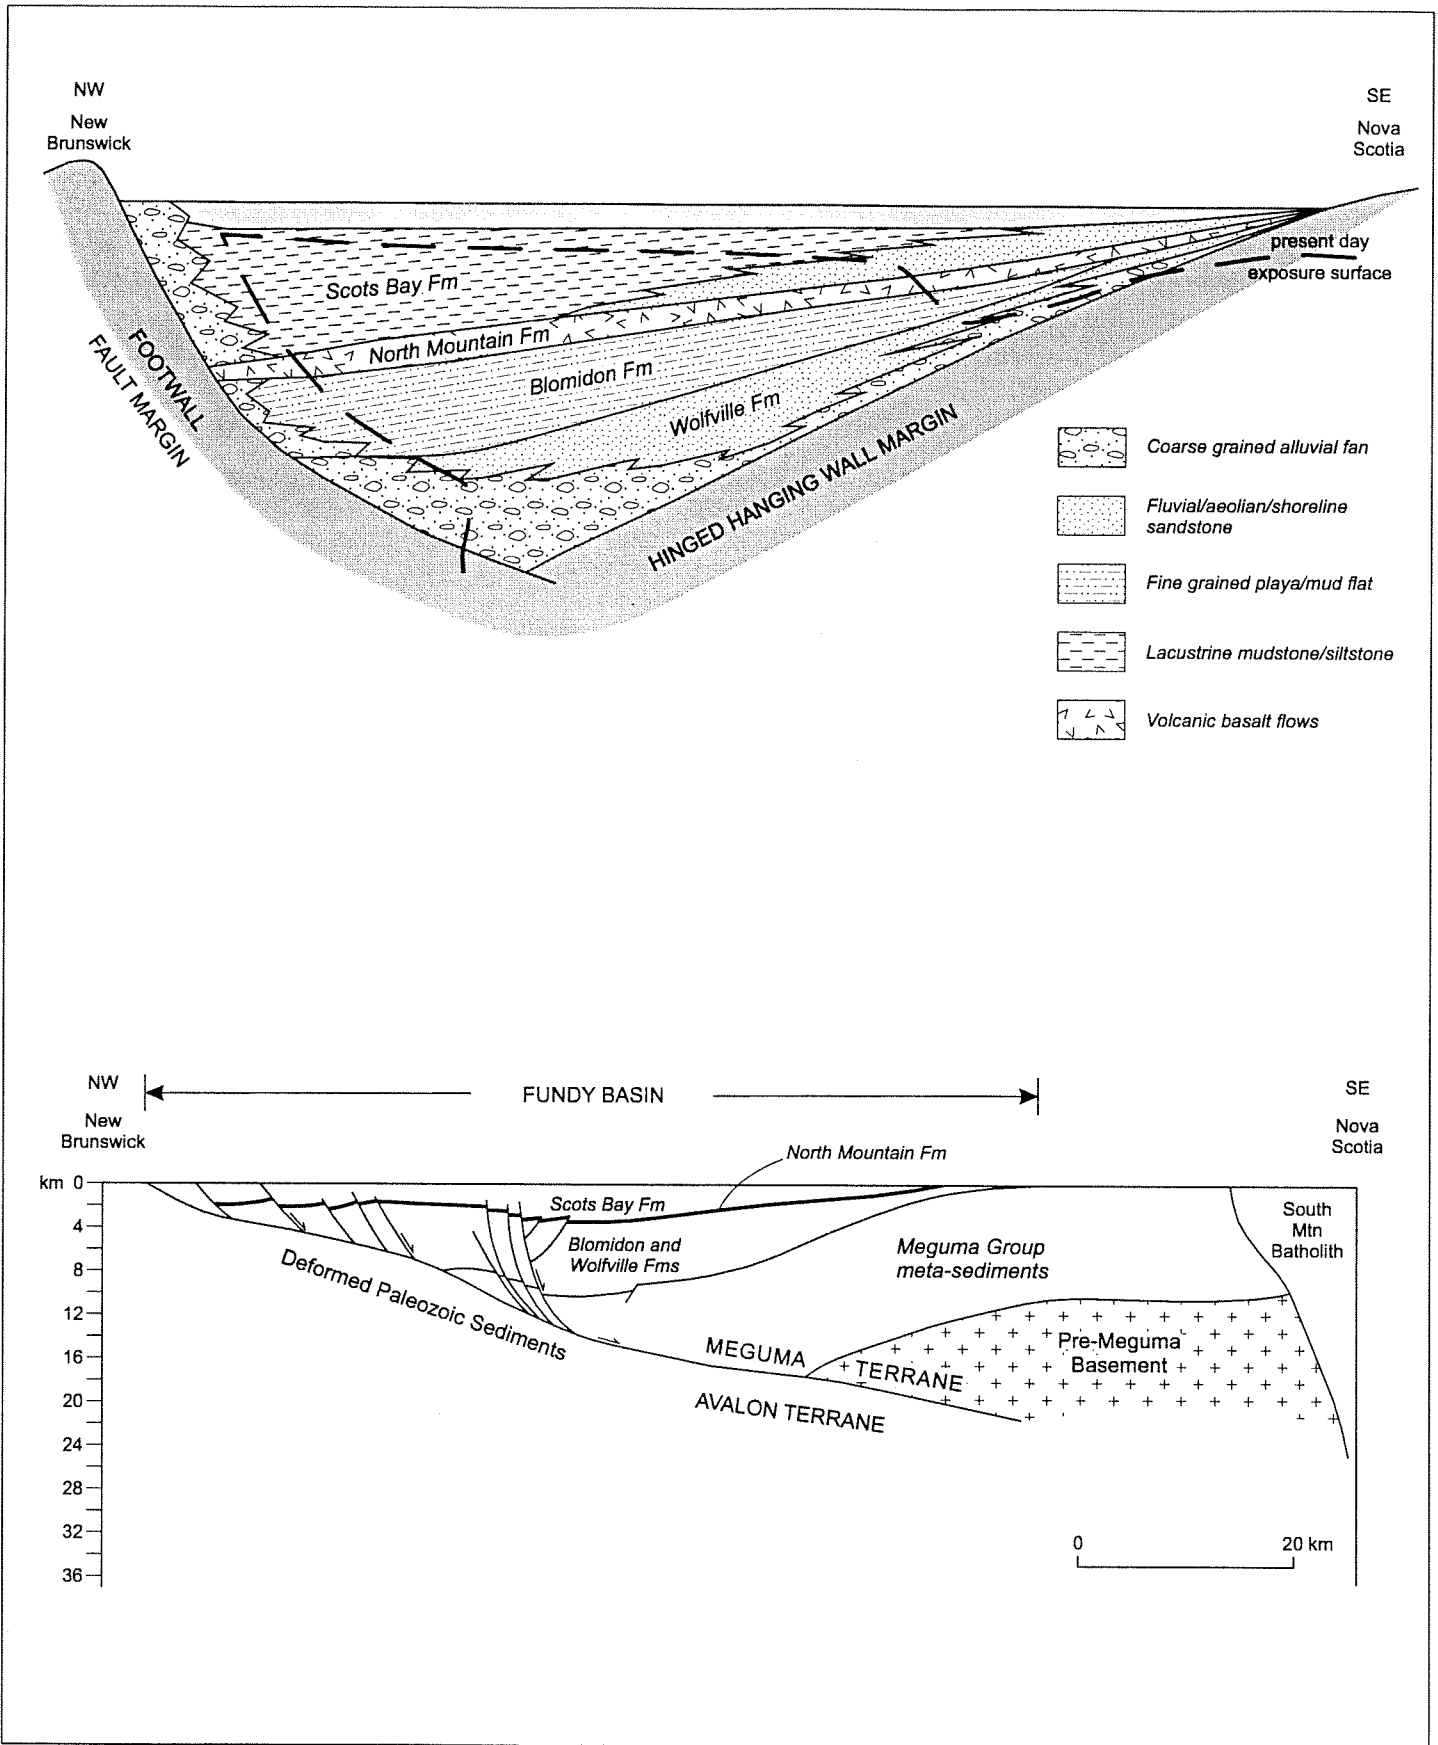 NW
New
Brunswick
SE
Nova
Scotia
present day
exposure surface
Scots Bay Fm
North Mountain Fm
Blomidon Fm
Wolfville Fm
FOOTWALL
FAULT MARGIN
HINGED HANGING WALL MARGIN
Coarse grained alluvial fan
Fluvial/aeolian/shoreline
sandstone
Fine grained playa/mud flat
Lacustrine mudstone/siltstone
Volcanic basalt flows
NW
New
Brunswick
FUNDY BASIN
SE
Nova
Scotia
North Mountain Fm
km 0
4
8
12
16
20
24
28
32
36
Scots Bay Fm
Blomidon and
Wolfville Fms
Meguma Group
meta-sediments
South
Mtn
Batholith
Deformed Paleozoic Sediments
MEGUMA TERRANE
Pre-Meguma
Basement
AVALON TERRANE
0 20 km